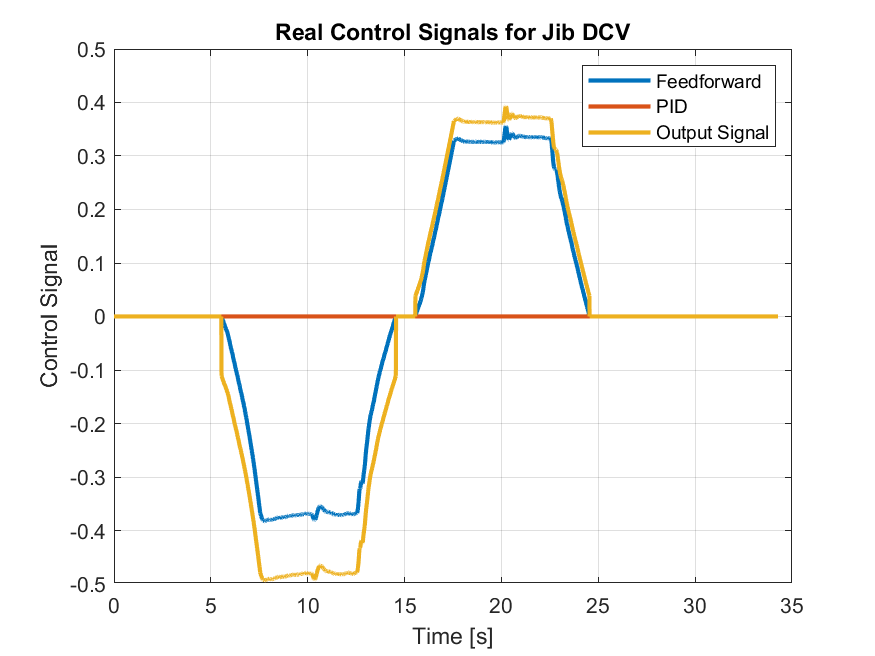 Real Control Signals for Jib DCV
0.5
0.4
0.3
0.2
0.1
0
-0.1
-0.2
-0.3
-0.4
-0.5
Control Signal
Feedforward
PID
Output Signal
0 5 10 15 20 25 30 35
Time [s]